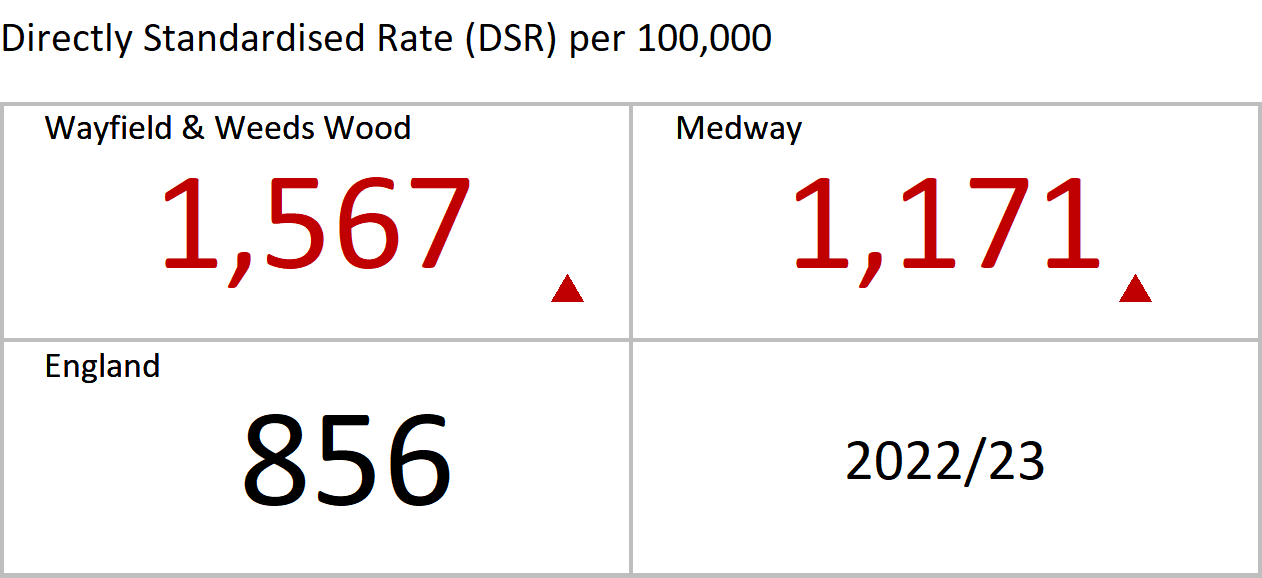 Directly Standardised Rate (DSR) per 100,000
Wayfield & Weeds Wood
1,567
Medway
1,171
England
856
2022/23